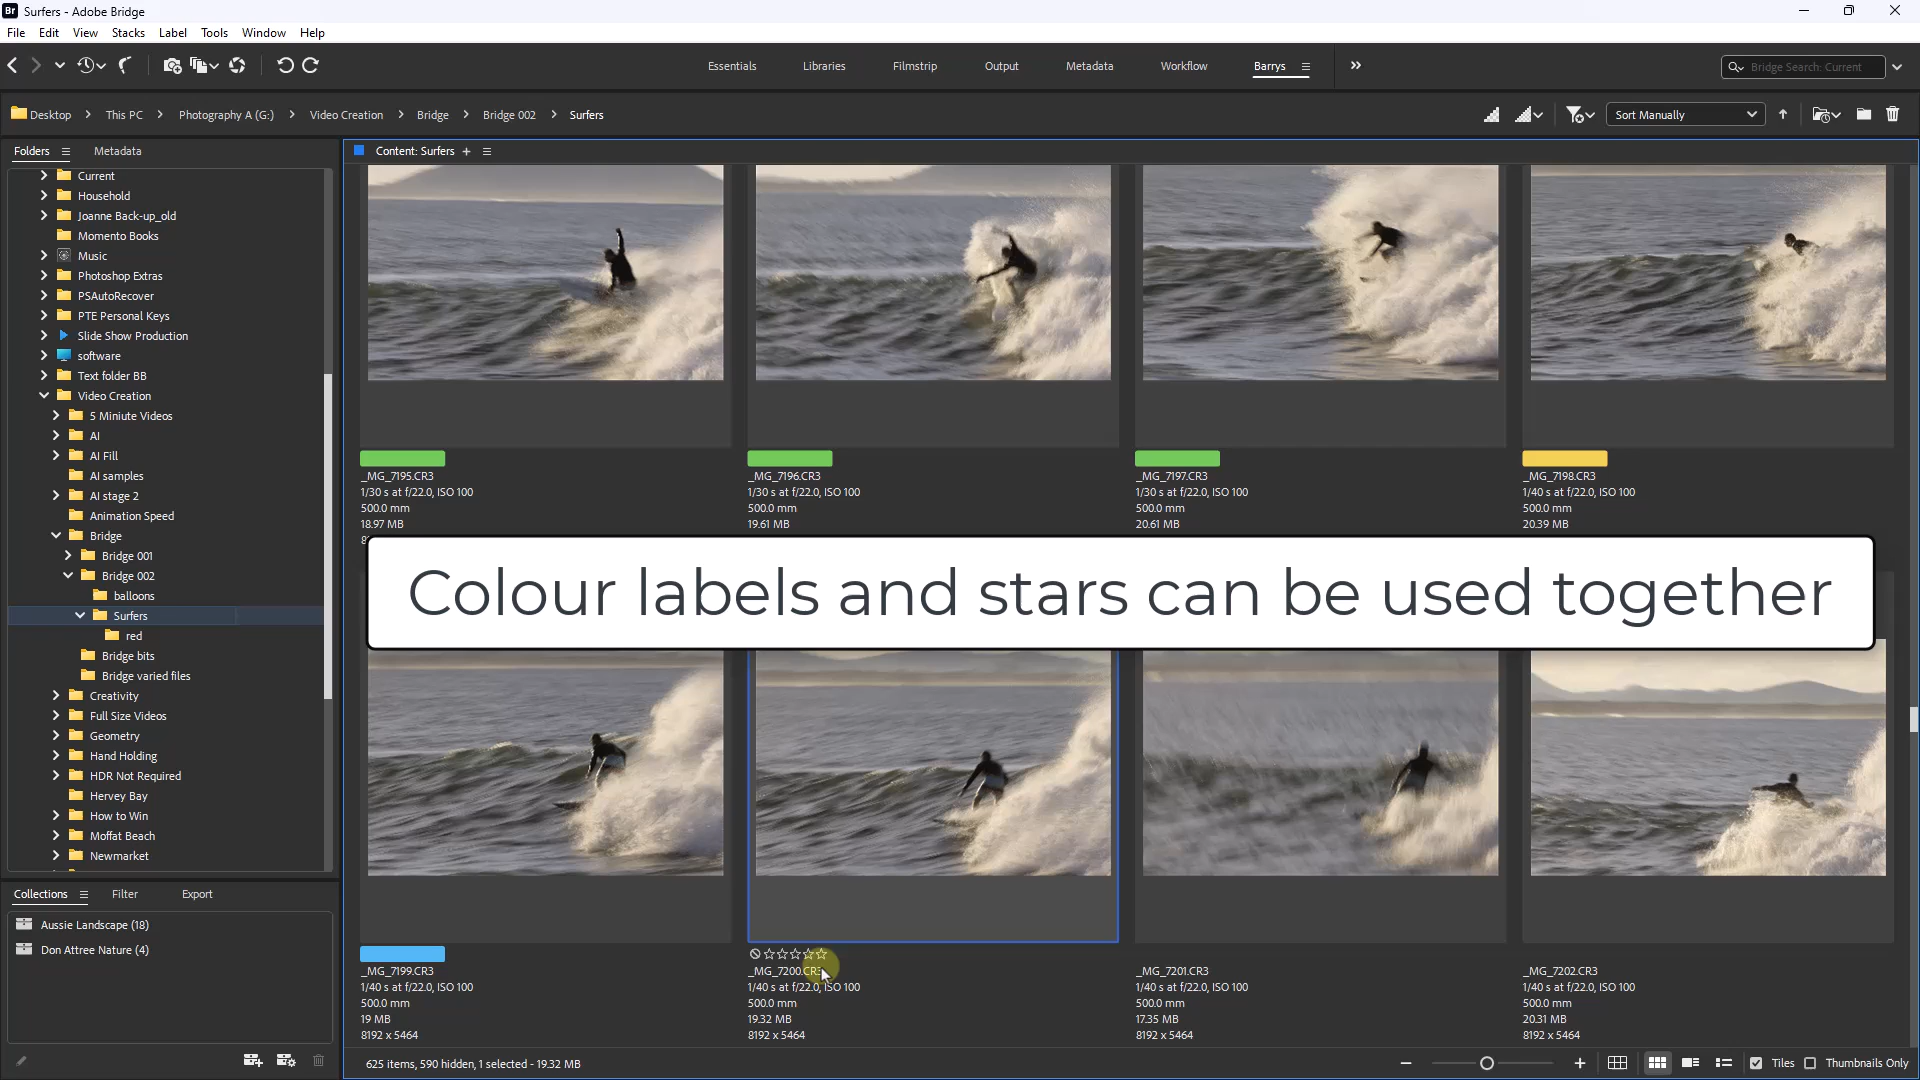 Br Surfers - Adobe Bridge
File Edit View Stacks Label Tools Window Help
Essentials Libraries Filmstrip Output Metadata Workflow Barrys
Bridge Search: Current
Desktop This PC Photography A (G:) Video Creation Bridge Bridge 002 Surfers
Sort Manually
Folders Metadata
Current
Household
Joanne Back-up_old
Momento Books
Music
Photoshop Extras
PSAutoRecover
PTE Personal Keys
Slide Show Production
software
Text folder BB
Video Creation
5 Miniute Videos
AI
AI Fill
AI samples
AI stage 2
Animation Speed
Bridge
Bridge 001
Bridge 002
balloons
Surfers
red
Bridge bits
Bridge varied files
Creativity
Full Size Videos
Geometry
Hand Holding
HDR Not Required
Hervey Bay
How to Win
Moffat Beach
Newmarket
Collections Filter Export
Aussie Landscape (18)
Don Attree Nature (4)
Content: Surfers
_MG_7195.CR3
1/30 s at f/22.0, ISO 100
500.0 mm
18.97 MB
_MG_7196.CR3
1/30 s at f/22.0, ISO 100
500.0 mm
19.61 MB
_MG_7197.CR3
1/30 s at f/22.0, ISO 100
500.0 mm
20.61 MB
_MG_7198.CR3
1/40 s at f/22.0, ISO 100
500.0 mm
20.39 MB
Colour labels and stars can be used together
_MG_7199.CR3
1/40 s at f/22.0, ISO 100
500.0 mm
19 MB
8192 x 5464
_MG_7200.CR3
1/40 s at f/22.0, ISO 100
500.0 mm
19.32 MB
8192 x 5464
_MG_7201.CR3
1/40 s at f/22.0, ISO 100
500.0 mm
17.35 MB
8192 x 5464
_MG_7202.CR3
1/40 s at f/22.0, ISO 100
500.0 mm
20.31 MB
8192 x 5464
625 items, 590 hidden, 1 selected - 19.32 MB
Tiles Thumbnails Only